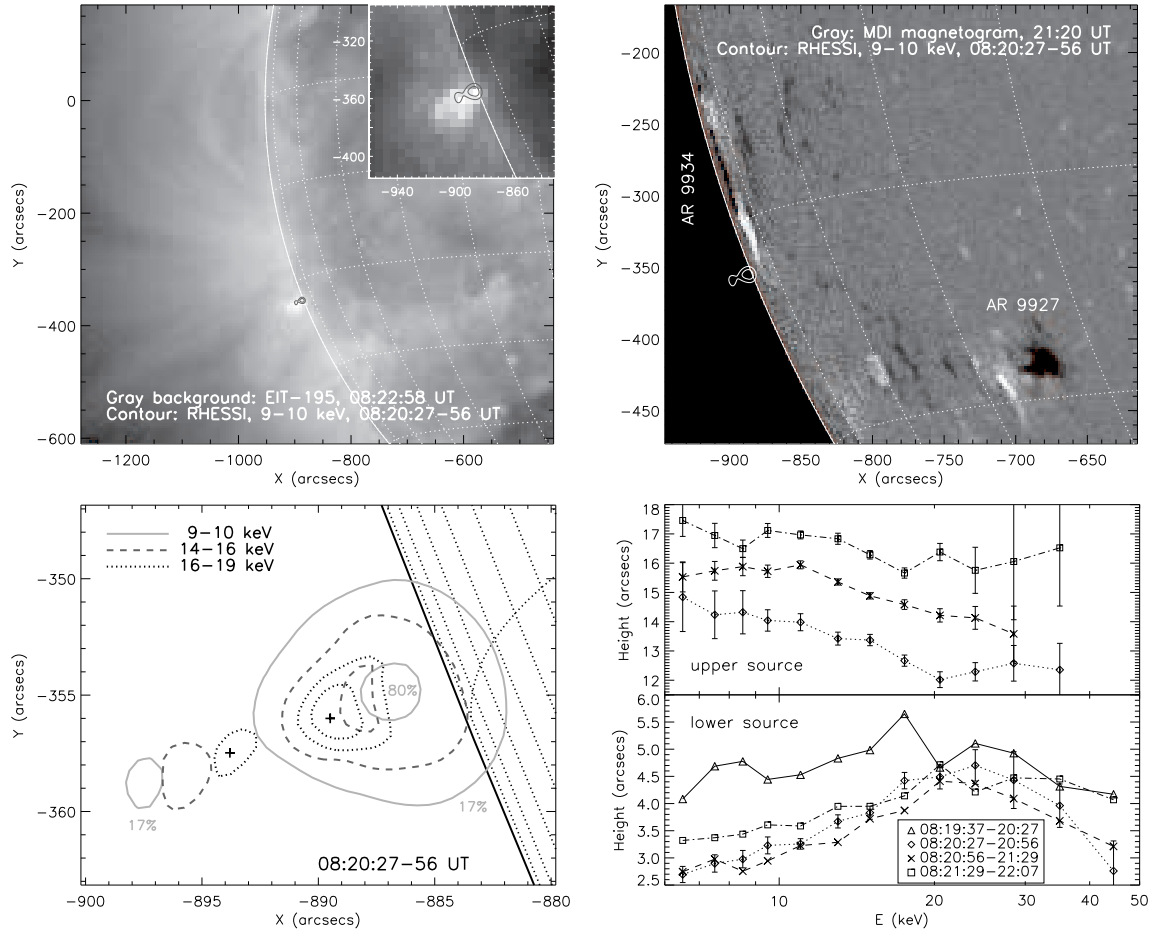 −320
−360
−400
−940
−900
−860
0
−200
−400
−600
Y (arcsecs)
Gray background: EIT−195, 08:22:58 UT
Contour: RHESSI, 9−10 keV, 08:20:27−56 UT
−1200
−1000
−800
−600
X (arcsecs)
Gray: MDI magnetogram, 21:20 UT
Contour: RHESSI, 9−10 keV, 08:20:27−56 UT
−200
−250
−300
−350
−400
−450
Y (arcsecs)
AR 9934
AR 9927
−900
−850
−800
−750
−700
−650
X (arcsecs)
9−10 keV
14−16 keV
16−19 keV
−350
−355
−360
Y (arcsecs)
80%
17%
17%
08:20:27−56 UT
−900
−895
−890
−885
−880
X (arcsecs)
18
17
16
15
14
13
12
Height (arcsecs)
upper source
6.0
5.5
5.0
4.5
4.0
3.5
3.0
2.5
Height (arcsecs)
lower source
08:19:37−20:27
08:20:27−20:56
08:20:56−21:29
08:21:29−22:07
10
20
30
40
50
E (keV)